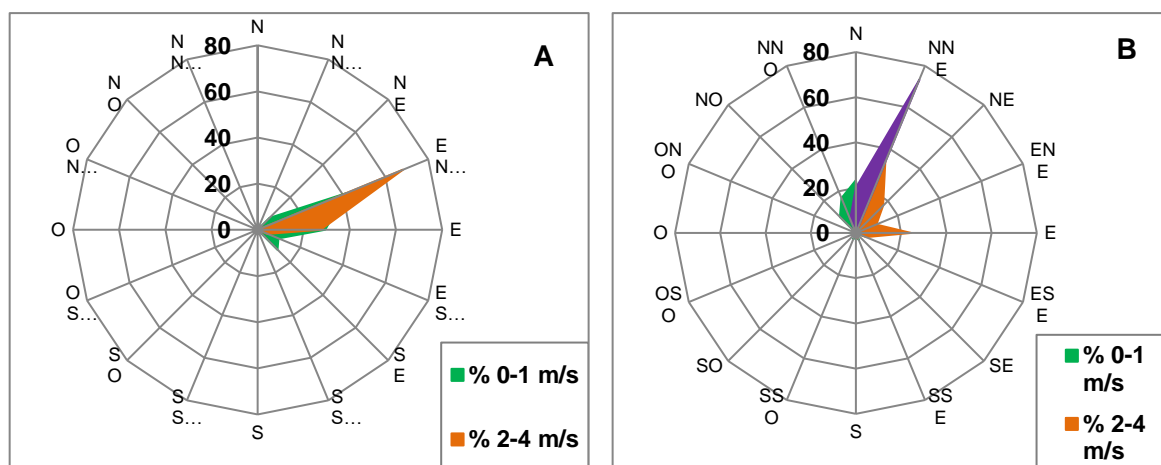 A
N
N
N…
N
E
E
N…
E
E
S…
S
E
S
S…
S
S
S…
S
O
O
S…
O
O
N…
N
O
N
N…
80
60
40
20
0
% 0-1 m/s
% 2-4 m/s
B
N
NN
E
NE
EN
E
E
ES
E
SE
SS
E
S
SS
O
SO
OS
O
O
ON
O
NO
NN
O
80
60
40
20
0
% 0-1
m/s
% 2-4
m/s